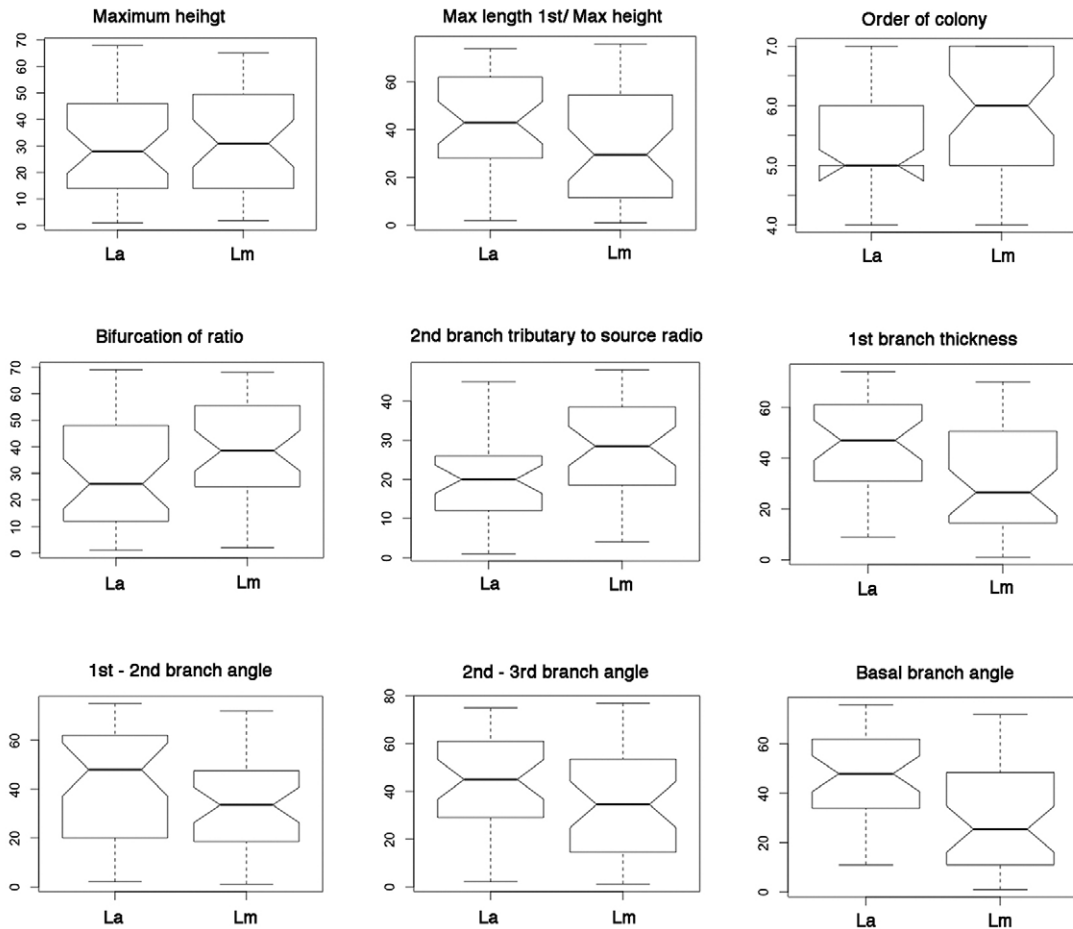 Maximum heihgt
70
60
50
40
30
20
10
0
La Lm
Max length 1st/ Max height
60
40
20
0
La Lm
Order of colony
7.0
6.0
5.0
4.0
La Lm
Bifurcation of ratio
70
60
50
40
30
20
10
0
La Lm
2nd branch tributary to source radio
40
30
20
10
0
La Lm
1st branch thickness
60
40
20
0
La Lm
1st - 2nd branch angle
60
40
20
0
La Lm
2nd - 3rd branch angle
80
60
40
20
0
La Lm
Basal branch angle
60
40
20
0
La Lm